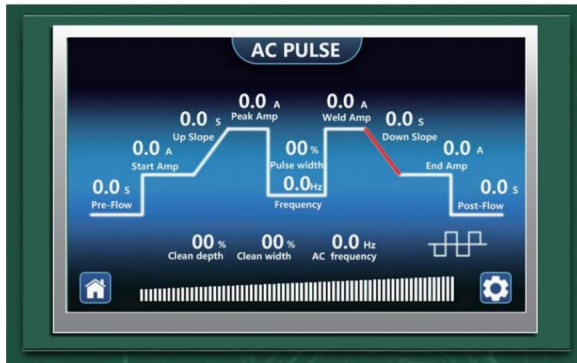 AC PULSE
0.0 A
Peak Amp
0.0 A
Weld Amp
0.0 S
Up Slope
0.0 s
Down Slope
0.0 A
Start Amp
00 %
Pulse width
0.0 A
End Amp
0.0 s
Pre-Flow
0.0 Hz
Frequency
0.0 s
Post-Flow
00 %
Clean depth
00 %
Clean width
0.0 Hz
AC frequency